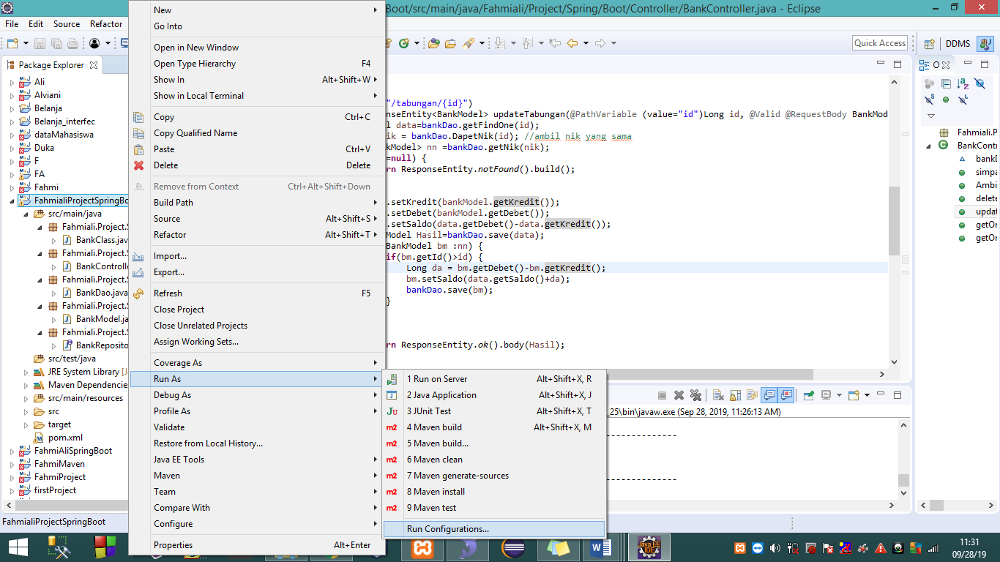 Boot/src/main/java/Fahmiali/Project/Spring/Boot/Controller/BankController.java - Eclipse
File Edit Source Refactor
Quick Access
DDMS
Package Explorer
Ali
Alviani
Belanja
Belanja_interfec
dataMahasiswa
Duka
F
FA
Fahmi
FahmialiProjectSpringBoo
src/main/java
Fahmiali.Project.S
BankClass.jav
Fahmiali.Project.S
BankControlle
Fahmiali.Project.S
BankDao.java
Fahmiali.Project.S
BankModel.ja
Fahmiali.Project.S
BankReposito
src/test/java
JRE System Library [J
Maven Dependencie
src/main/resources
src
target
pom.xml
FahmiAliSpringBoot
FahmiMaven
FahmiProject
firstProject
FahmialiProjectSpringBoot
New
Go Into
Open in New Window
Open Type Hierarchy F4
Show In Alt+Shift+W
Show in Local Terminal
Copy Ctrl+C
Copy Qualified Name
Paste Ctrl+V
Delete Delete
Remove from Context Ctrl+Alt+Shift+Down
Build Path
Source Alt+Shift+S
Refactor Alt+Shift+T
Import...
Export...
Refresh F5
Close Project
Close Unrelated Projects
Assign Working Sets...
Coverage As
Run As
Debug As
Profile As
Validate
Restore from Local History...
Java EE Tools
Maven
Team
Compare With
Configure
Properties Alt+Enter
1 Run on Server Alt+Shift+X, R
2 Java Application Alt+Shift+X, J
3 JUnit Test Alt+Shift+X, T
4 Maven build Alt+Shift+X, M
5 Maven build...
6 Maven clean
7 Maven generate-sources
8 Maven install
9 Maven test
Run Configurations...
"/tabungan/{id}")
nseEntity<BankModel> updateTabungan(@PathVariable (value="id")Long id, @Valid @RequestBody BankMod
l data=bankDao.getFindOne(id);
ik = bankDao.DapetNik(id); //ambil nik yang sama
kModel> nn =bankDao.getNik(nik);
=null) {
rn ResponseEntity.notFound().build();
.setKredit(bankModel.getKredit());
.setDebet(bankModel.getDebet());
.setSaldo(data.getDebet()-data.getKredit());
Model Hasil=bankDao.save(data);
BankModel bm :nn) {
if(bm.getId()>id) {
Long da = bm.getDebet()-bm.getKredit();
bm.setSaldo(data.getSaldo()+da);
bankDao.save(bm);
}
rn ResponseEntity.ok().body(Hasil);
_25\bin\javaw.exe (Sep 28, 2019, 11:26:13 AM)
O
Fahmiali.P
BankContr
bankD
simpa
Ambi
delete
updat
getOr
getOr
Java EE
IDE
11:31
09/28/19